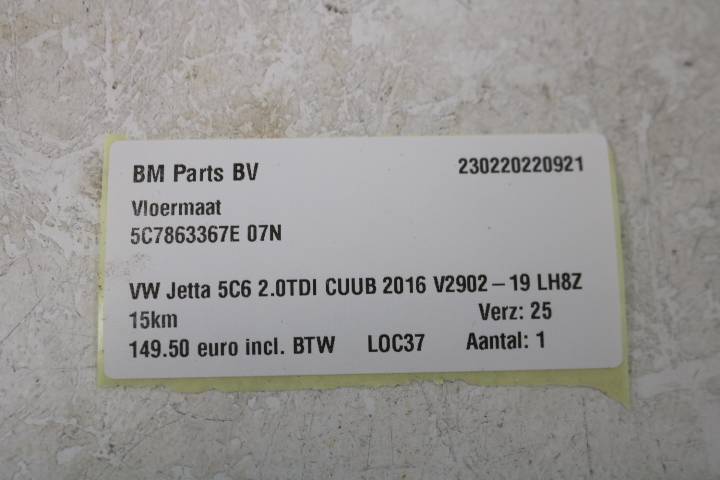 BM Parts BV 230220220921
Vloermaat
5C7863367E 07N
VW Jetta 5C6 2.0TDI CUUB 2016 V2902 – 19 LH8Z
15km Verz: 25
149.50 euro incl. BTW LOC37 Aantal: 1